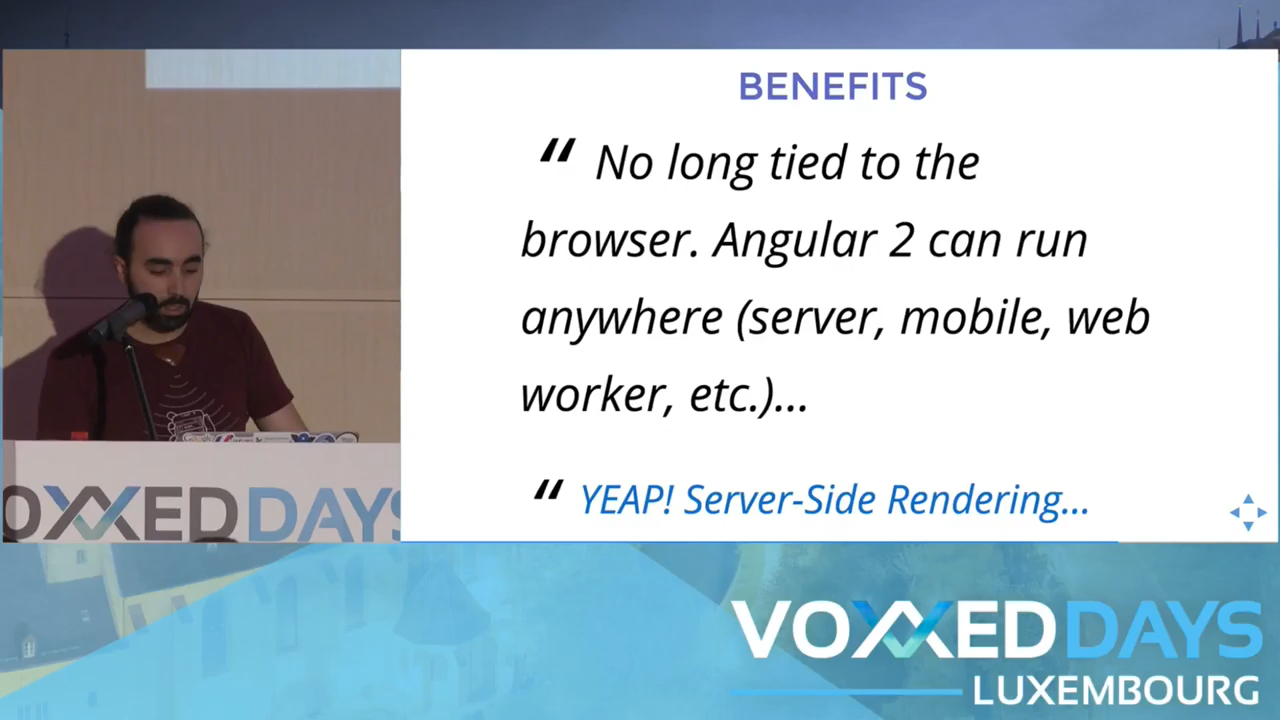 BENEFITS
“ No long tied to the
browser. Angular 2 can run
anywhere (server, mobile, web
worker, etc.)...
“ YEAP! Server-Side Rendering...
OXXED DAYS
VOXXED DAYS
LUXEMBOURG